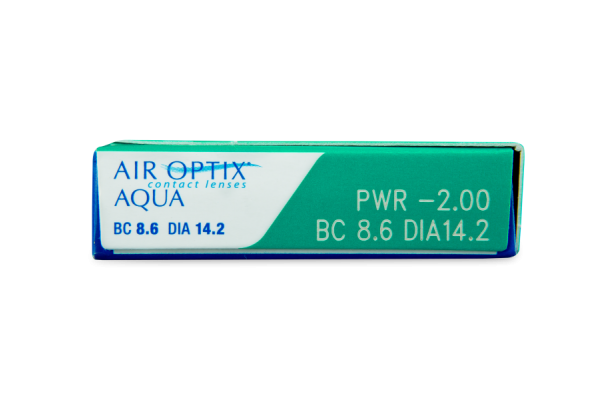 AIR OPTIX®
contact lenses
AQUA
BC 8.6 DIA 14.2
PWR -2.00
BC 8.6 DIA14.2